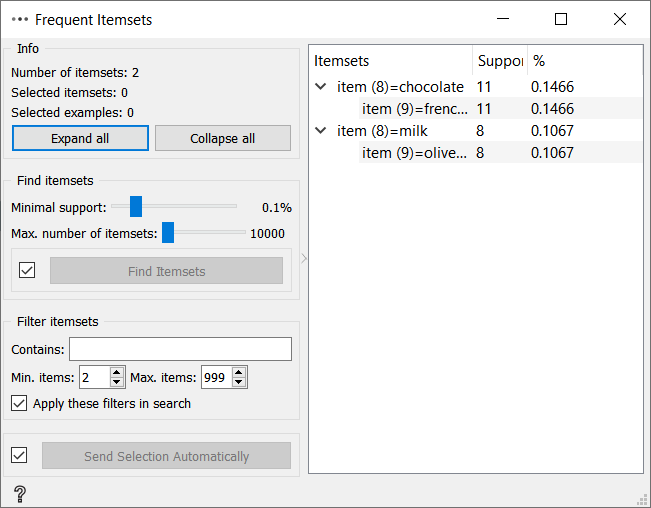 Frequent Itemsets
Info
Number of itemsets: 2
Selected itemsets: 0
Selected examples: 0
Expand all Collapse all
Find itemsets
Minimal support: 0.1%
Max. number of itemsets: 10000
Find Itemsets
Filter itemsets
Contains:
Min. items: 2 Max. items: 999
Apply these filters in search
Send Selection Automatically
?
Itemsets Suppor %
item (8)=chocolate 11 0.1466
item (9)=frenc... 11 0.1466
item (8)=milk 8 0.1067
item (9)=olive... 8 0.1067